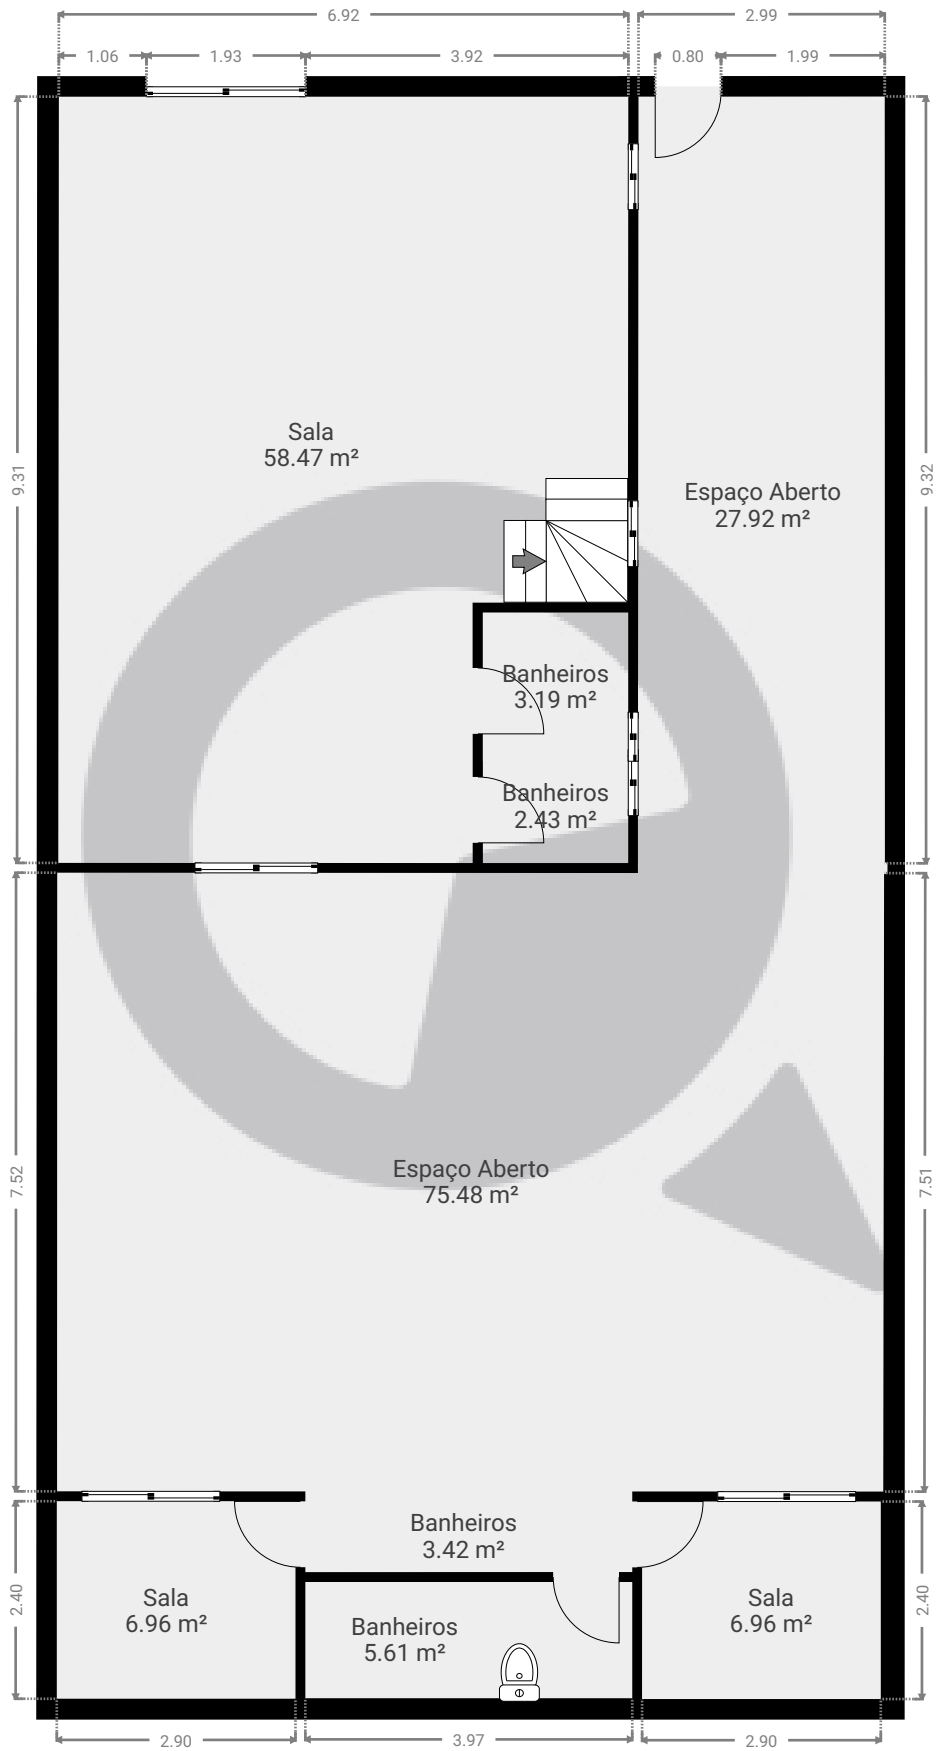 6.92
2.99
1.06
1.93
3.92
0.80
1.99
9.31
9.32
Sala
58.47 m²
Espaço Aberto
27.92 m²
Banheiros
3.19 m²
Banheiros
2.43 m²
7.52
7.51
Espaço Aberto
75.48 m²
Banheiros
3.42 m²
2.40
2.40
Sala
6.96 m²
Sala
6.96 m²
Banheiros
5.61 m²
2.90
3.97
2.90